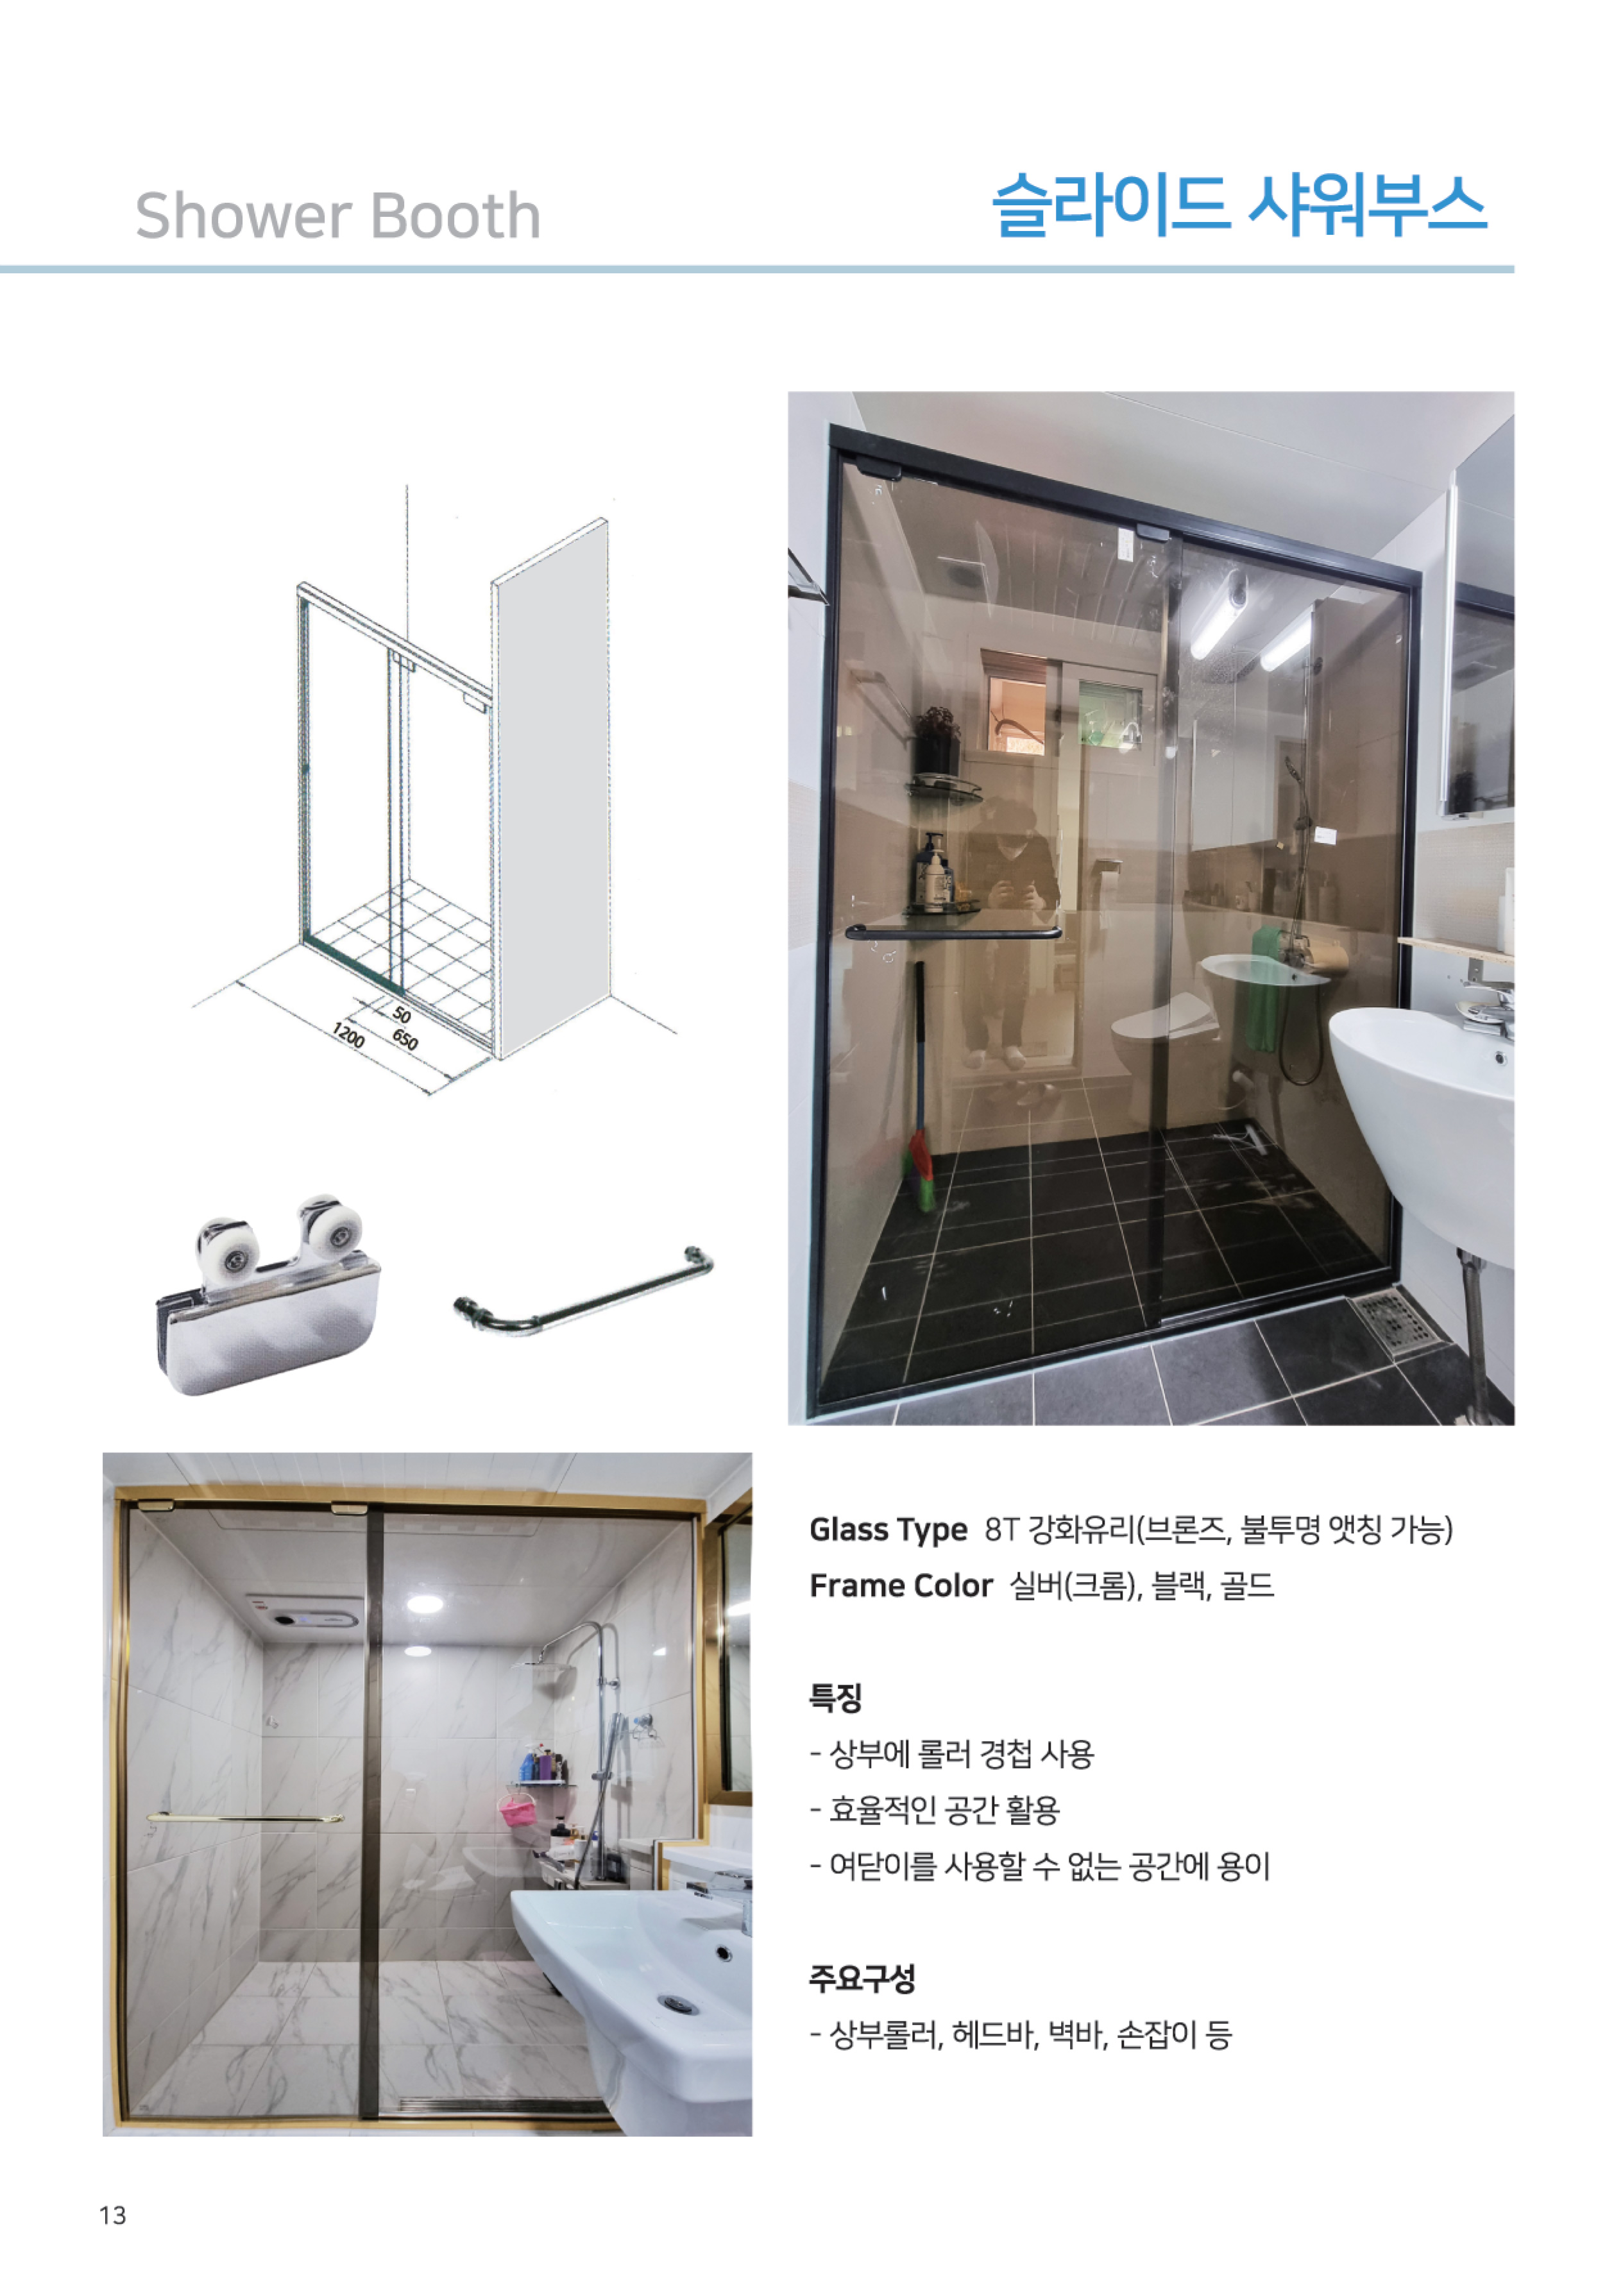 Shower Booth
슬라이드 샤워부스
50
650
1200
Glass Type 8T 강화유리(브론즈, 불투명 앳칭 가능)
Frame Color 실버(크롬), 블랙, 골드
특징
- 상부에 롤러 경첩 사용
- 효율적인 공간 활용
- 여닫이를 사용할 수 없는 공간에 용이
주요구성
- 상부롤러, 헤드바, 벽바, 손잡이 등
13